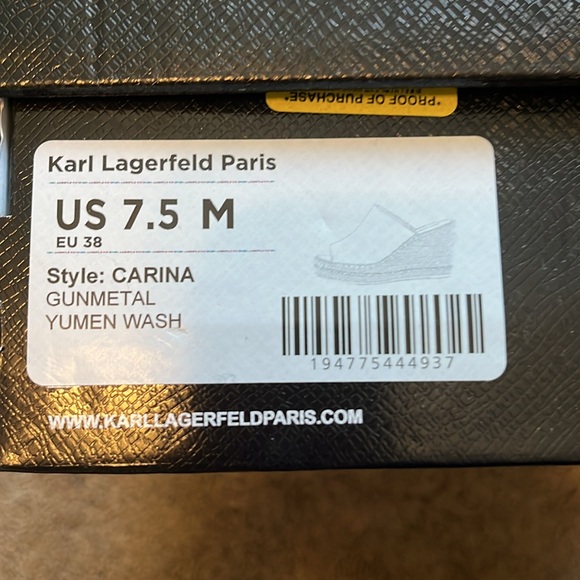 *PROOF OF PURCHASE*
Karl Lagerfeld Paris
US 7.5 M
EU 38
Style: CARINA
GUNMETAL
YUMEN WASH
194775444937
WWW.KARLLAGERFELDPARIS.COM